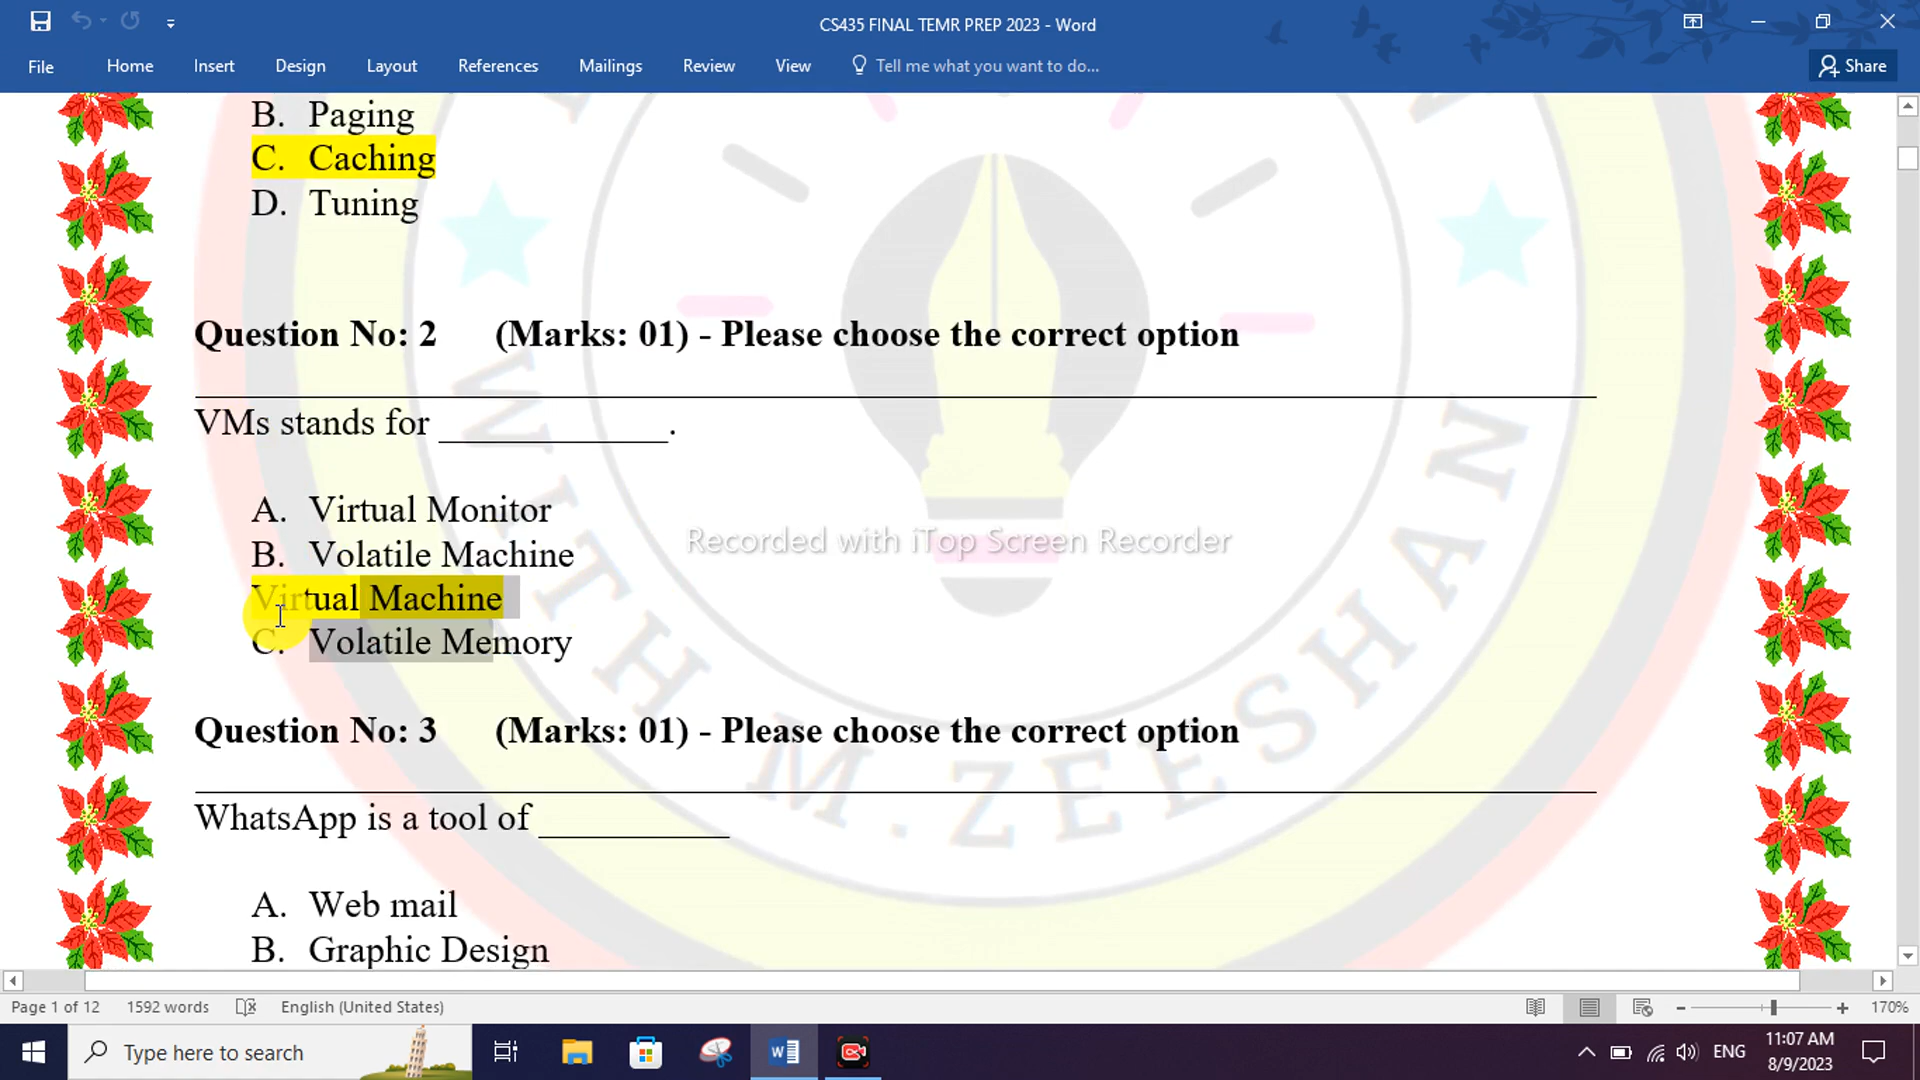 CS435 FINAL TEMR PREP 2023 - Word
File Home Insert Design Layout References Mailings Review View Tell me what you want to do... Share
B. Paging
C. Caching
D. Tuning
Question No: 2 (Marks: 01) - Please choose the correct option
VMs stands for ____________.
A. Virtual Monitor
B. Volatile Machine
Virtual Machine
C. Volatile Memory
Question No: 3 (Marks: 01) - Please choose the correct option
WhatsApp is a tool of __________
A. Web mail
B. Graphic Design
Recorded with iTop Screen Recorder
WITH M.ZEESHAN
Page 1 of 12 1592 words English (United States) 170%
Type here to search
ENG
11:07 AM
8/9/2023